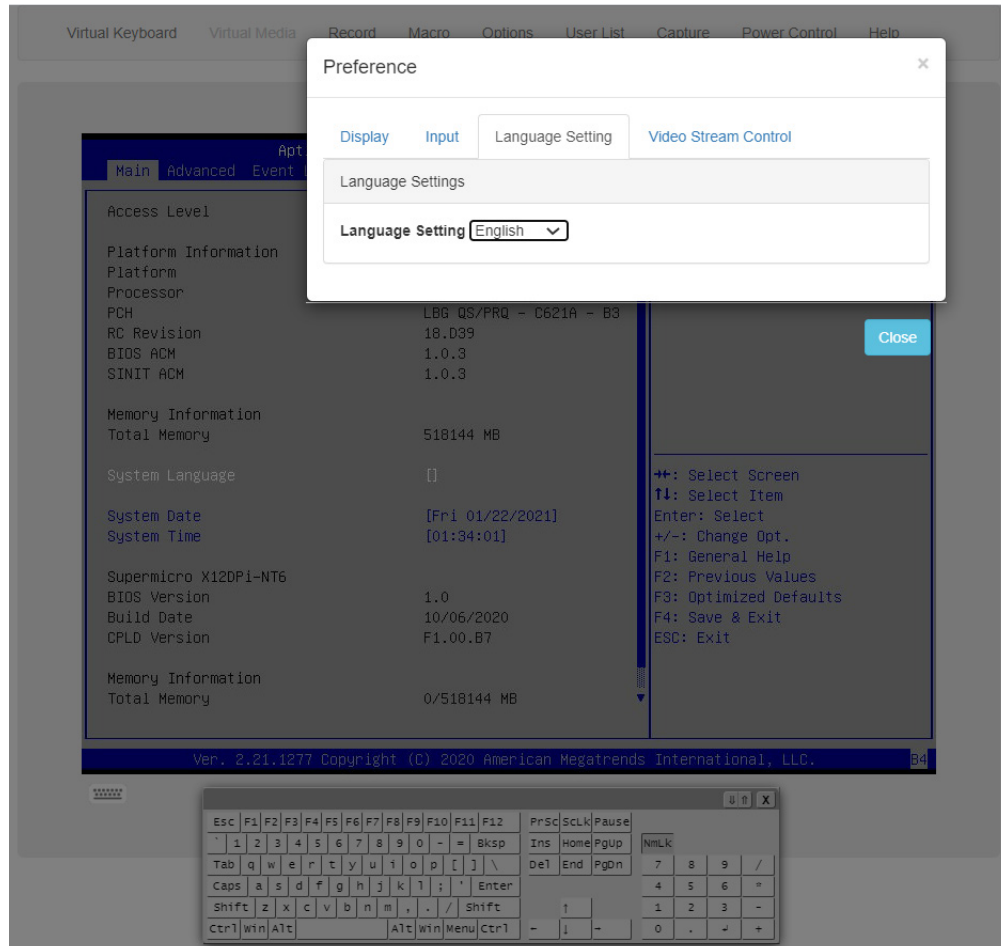 Virtual Keyboard Virtual Media Record Macro Options User List Capture Power Control Help
Preference ×
Display Input Language Setting Video Stream Control
Language Settings
Language Setting English
Close
Apt
Main Advanced Event
Access Level
Platform Information
Platform
Processor
PCH LBG QS/PRQ - C621A - B3
RC Revision 18.D39
BIOS ACM 1.0.3
SINIT ACM 1.0.3
Memory Information
Total Memory 518144 MB
System Language []
System Date [Fri 01/22/2021]
System Time [01:34:01]
Supermicro X12DPi-NT6
BIOS Version 1.0
Build Date 10/06/2020
CPLD Version F1.00.B7
Memory Information
Total Memory 0/518144 MB
→←: Select Screen
↑↓: Select Item
Enter: Select
+/-: Change Opt.
F1: General Help
F2: Previous Values
F3: Optimized Defaults
F4: Save & Exit
ESC: Exit
Ver. 2.21.1277 Copyright (C) 2020 American Megatrends International, LLC.
B4
⇓ ⇑ X
Esc F1 F2 F3 F4 F5 F6 F7 F8 F9 F10 F11 F12 PrSc ScLk Pause
` 1 2 3 4 5 6 7 8 9 0 - = Bksp Ins Home PgUp NmLk
Tab q w e r t y u i o p [ ] \ Del End PgDn 7 8 9 /
Caps a s d f g h j k l ; ' Enter 4 5 6
Shift z x c v b n m , . / Shift ↑ 1 2 3 -
Ctrl Win Alt Alt Win Menu Ctrl ← ↓ → 0 . ↵ +